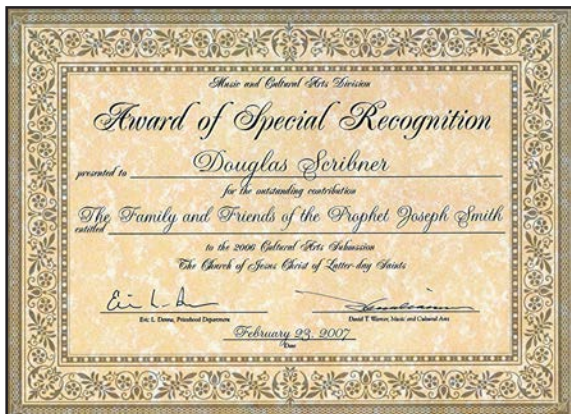 Music and Cultural Arts Division
Award of Special Recognition
presented to Douglas Scribner
for the outstanding contribution
entitled The Family and Friends of the Prophet Joseph Smith
to the 2006 Cultural Arts Submission
The Church of Jesus Christ of Latter-day Saints
Eric L. Denna, Priesthood Department David T. Warner, Music and Cultural Arts
February 23, 2007
Date